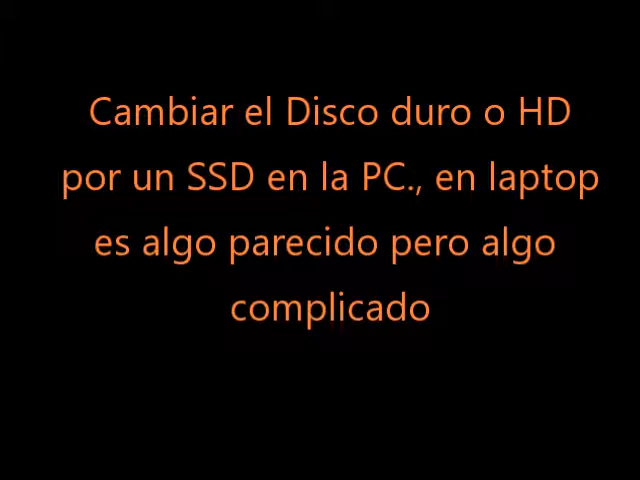 Cambiar el Disco duro o HD
por un SSD en la PC., en laptop
es algo parecido pero algo
complicado